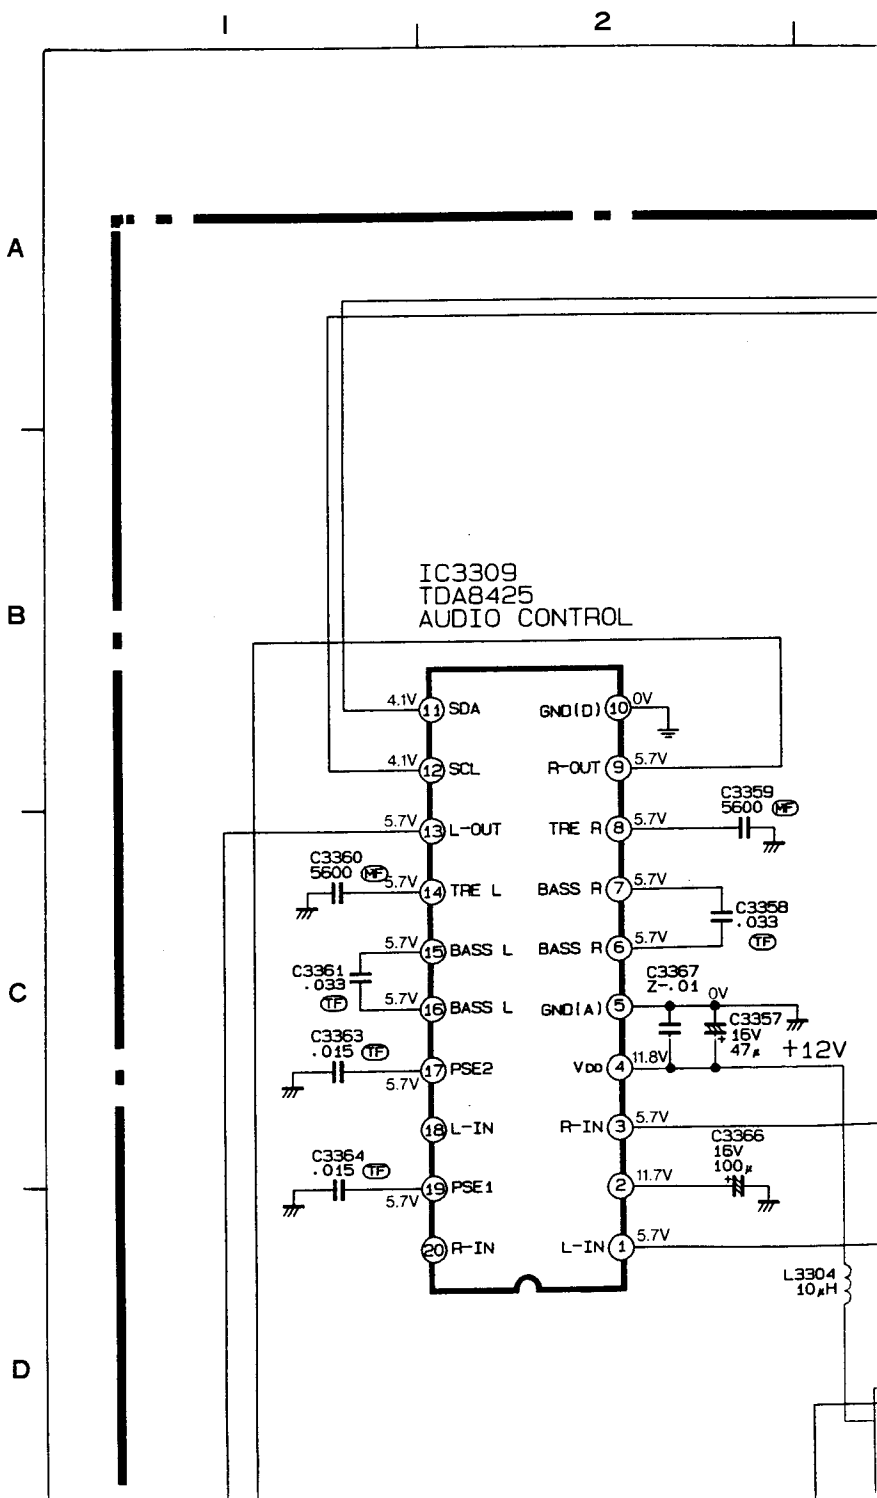 1 2
A
B
C
D
IC3309
TDA8425
AUDIO CONTROL
4.1V 11 SDA
GND(D) 10 0V
4.1V 12 SCL
R-OUT 9 5.7V
5.7V 13 L-OUT
TRE R 8 5.7V
C3359
5600 MF
C3360
5600 MF
5.7V 14 TRE L
BASS R 7 5.7V
C3358
.033
TF
5.7V 15 BASS L
BASS R 6 5.7V
C3361
.033
TF
5.7V 16 BASS L
GND(A) 5
C3367
Z-.01
0V
C3357
+ 16V
47μ
+12V
C3363
.015 TF
17 PSE2
5.7V
VDD 4 11.8V
18 L-IN
R-IN 3 5.7V
C3366
16V
100μ
+
C3364
.015 TF
19 PSE1
5.7V
2 11.7V
20 R-IN
L-IN 1 5.7V
L3304
10μH